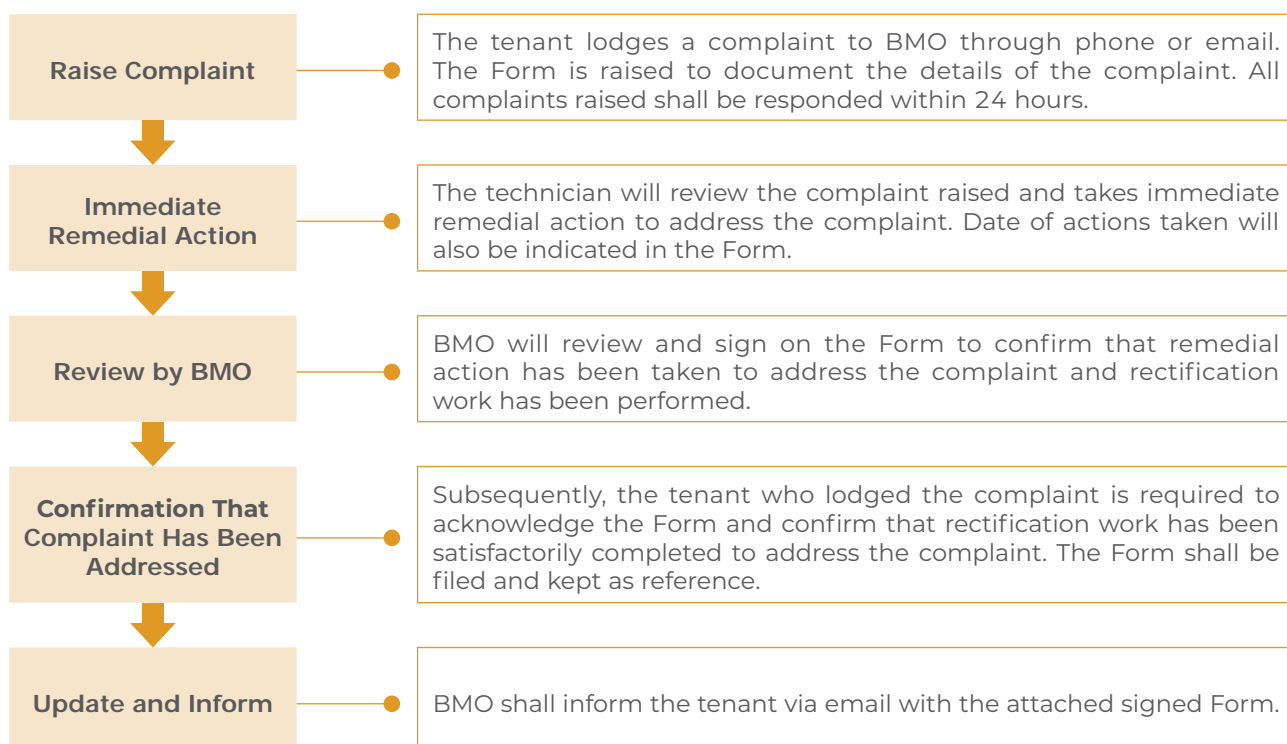 Raise Complaint
The tenant lodges a complaint to BMO through phone or email.
The Form is raised to document the details of the complaint. All
complaints raised shall be responded within 24 hours.
Immediate
Remedial Action
The technician will review the complaint raised and takes immediate
remedial action to address the complaint. Date of actions taken will
also be indicated in the Form.
Review by BMO
BMO will review and sign on the Form to confirm that remedial
action has been taken to address the complaint and rectification
work has been performed.
Confirmation That
Complaint Has Been
Addressed
Subsequently, the tenant who lodged the complaint is required to
acknowledge the Form and confirm that rectification work has been
satisfactorily completed to address the complaint. The Form shall be
filed and kept as reference.
Update and Inform
BMO shall inform the tenant via email with the attached signed Form.